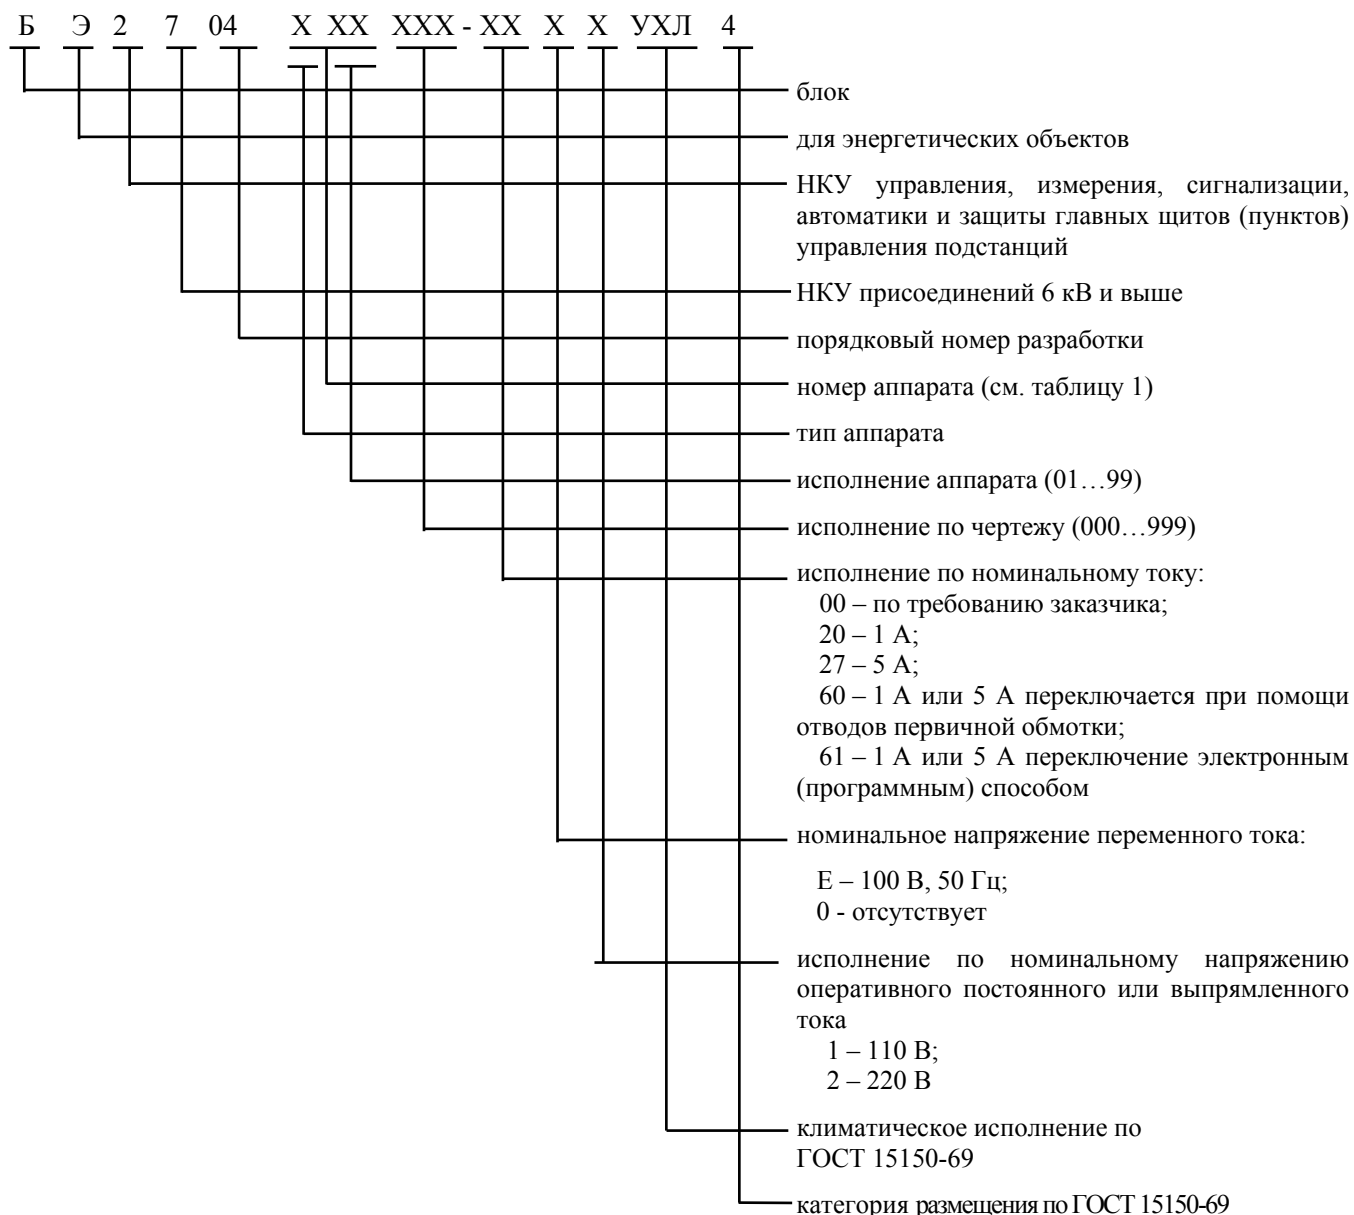 Б Э 2 7 04 Х ХХ ХХХ - ХХ Х Х УХЛ 4
блок
для энергетических объектов
НКУ управления, измерения, сигнализации,
автоматики и защиты главных щитов (пунктов)
управления подстанций
НКУ присоединений 6 кВ и выше
порядковый номер разработки
номер аппарата (см. таблицу 1)
тип аппарата
исполнение аппарата (01…99)
исполнение по чертежу (000…999)
исполнение по номинальному току:
00 – по требованию заказчика;
20 – 1 А;
27 – 5 А;
60 – 1 А или 5 А переключается при помощи
отводов первичной обмотки;
61 – 1 А или 5 А переключение электронным
(программным) способом
номинальное напряжение переменного тока:
Е – 100 В, 50 Гц;
0 - отсутствует
исполнение по номинальному напряжению
оперативного постоянного или выпрямленного
тока
1 – 110 В;
2 – 220 В
климатическое исполнение по
ГОСТ 15150-69
категория размещения по ГОСТ 15150-69